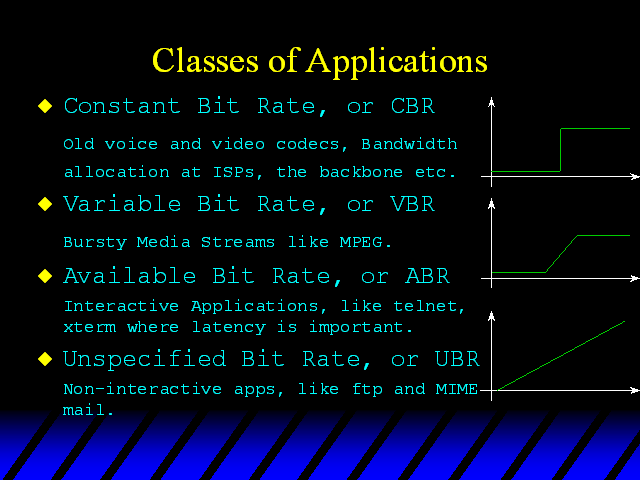 Classes of Applications
Constant Bit Rate, or CBR
Old voice and video codecs, Bandwidth
allocation at ISPs, the backbone etc.
Variable Bit Rate, or VBR
Bursty Media Streams like MPEG.
Available Bit Rate, or ABR
Interactive Applications, like telnet,
xterm where latency is important.
Unspecified Bit Rate, or UBR
Non-interactive apps, like ftp and MIME
mail.